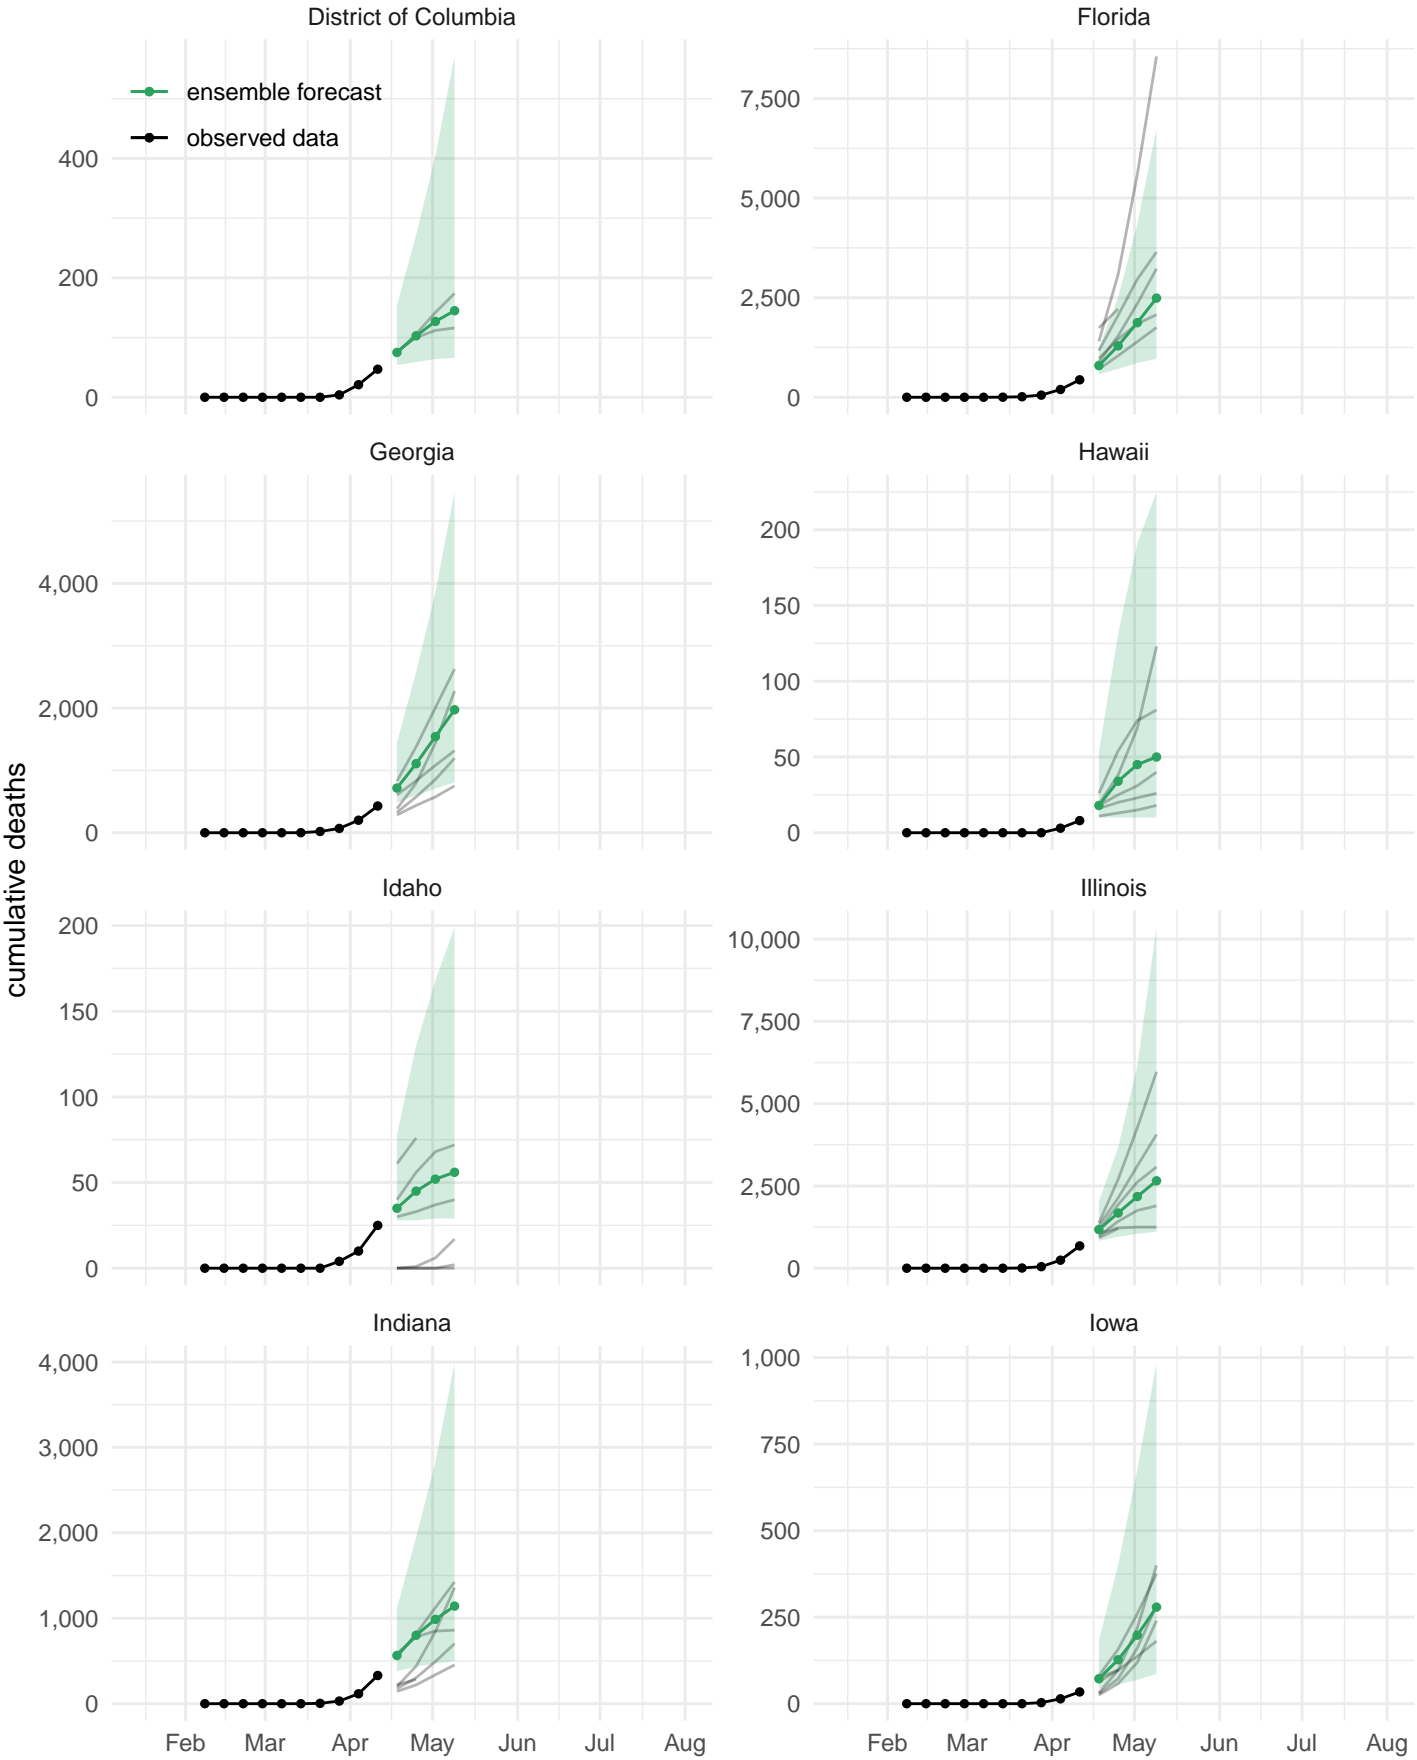 District of Columbia
Florida
ensemble forecast
observed data
400
200
0
7,500
5,000
2,500
0
Georgia
Hawaii
4,000
2,000
0
200
150
100
50
0
cumulative deaths
Idaho
Illinois
200
150
100
50
0
10,000
7,500
5,000
2,500
0
Indiana
Iowa
4,000
3,000
2,000
1,000
0
1,000
750
500
250
0
Feb Mar Apr May Jun Jul Aug
Feb Mar Apr May Jun Jul Aug